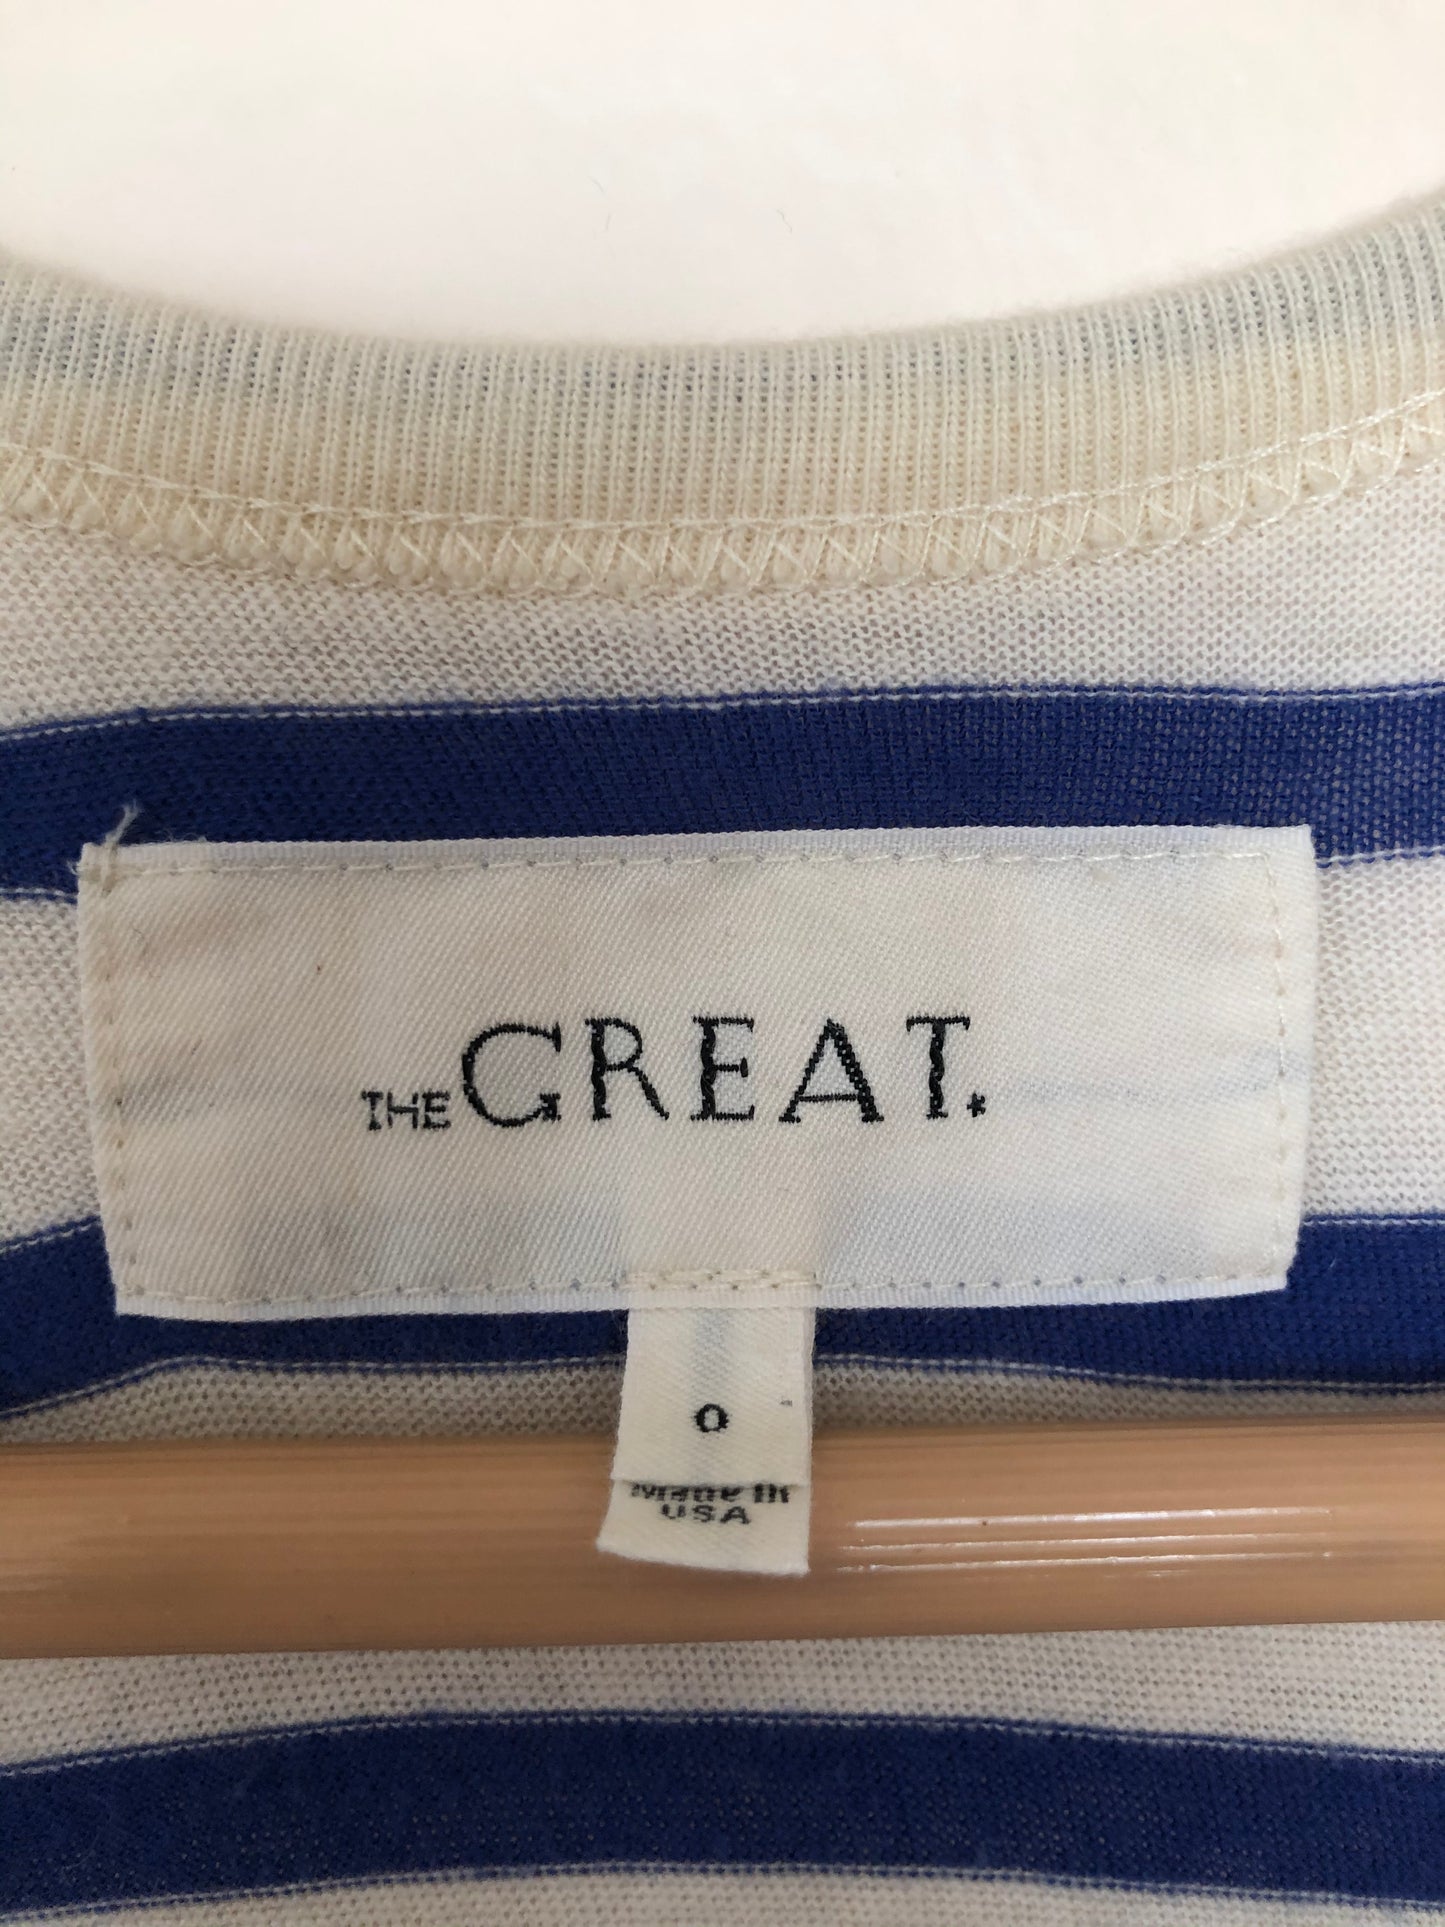 THE GREAT.*
0
Made in
USA